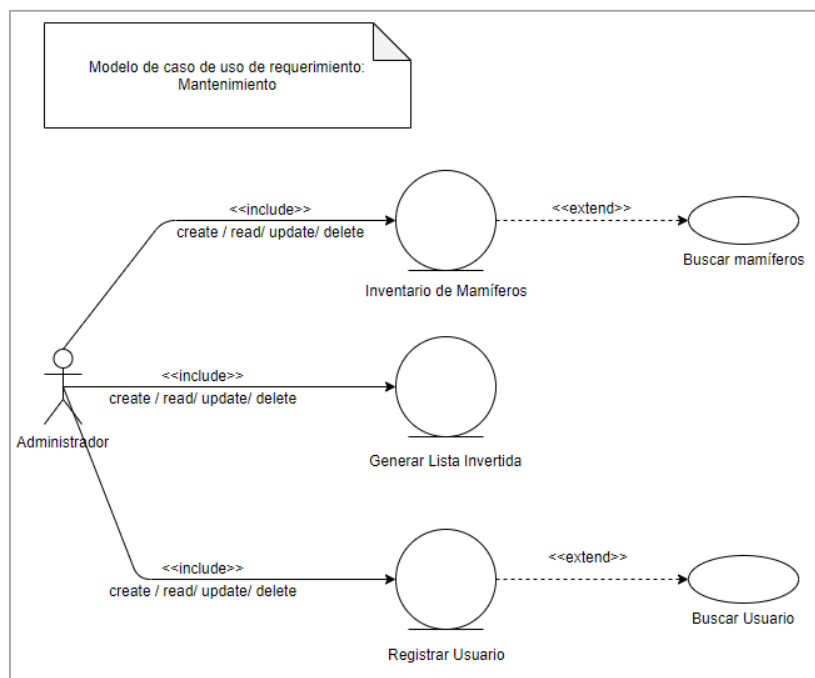 Modelo de caso de uso de requerimiento:
Mantenimiento
<<include>>
create / read/ update/ delete
Inventario de Mamíferos
<<extend>>
Buscar mamíferos
Administrador
<<include>>
create / read/ update/ delete
Generar Lista Invertida
<<include>>
create / read/ update/ delete
Registrar Usuario
<<extend>>
Buscar Usuario